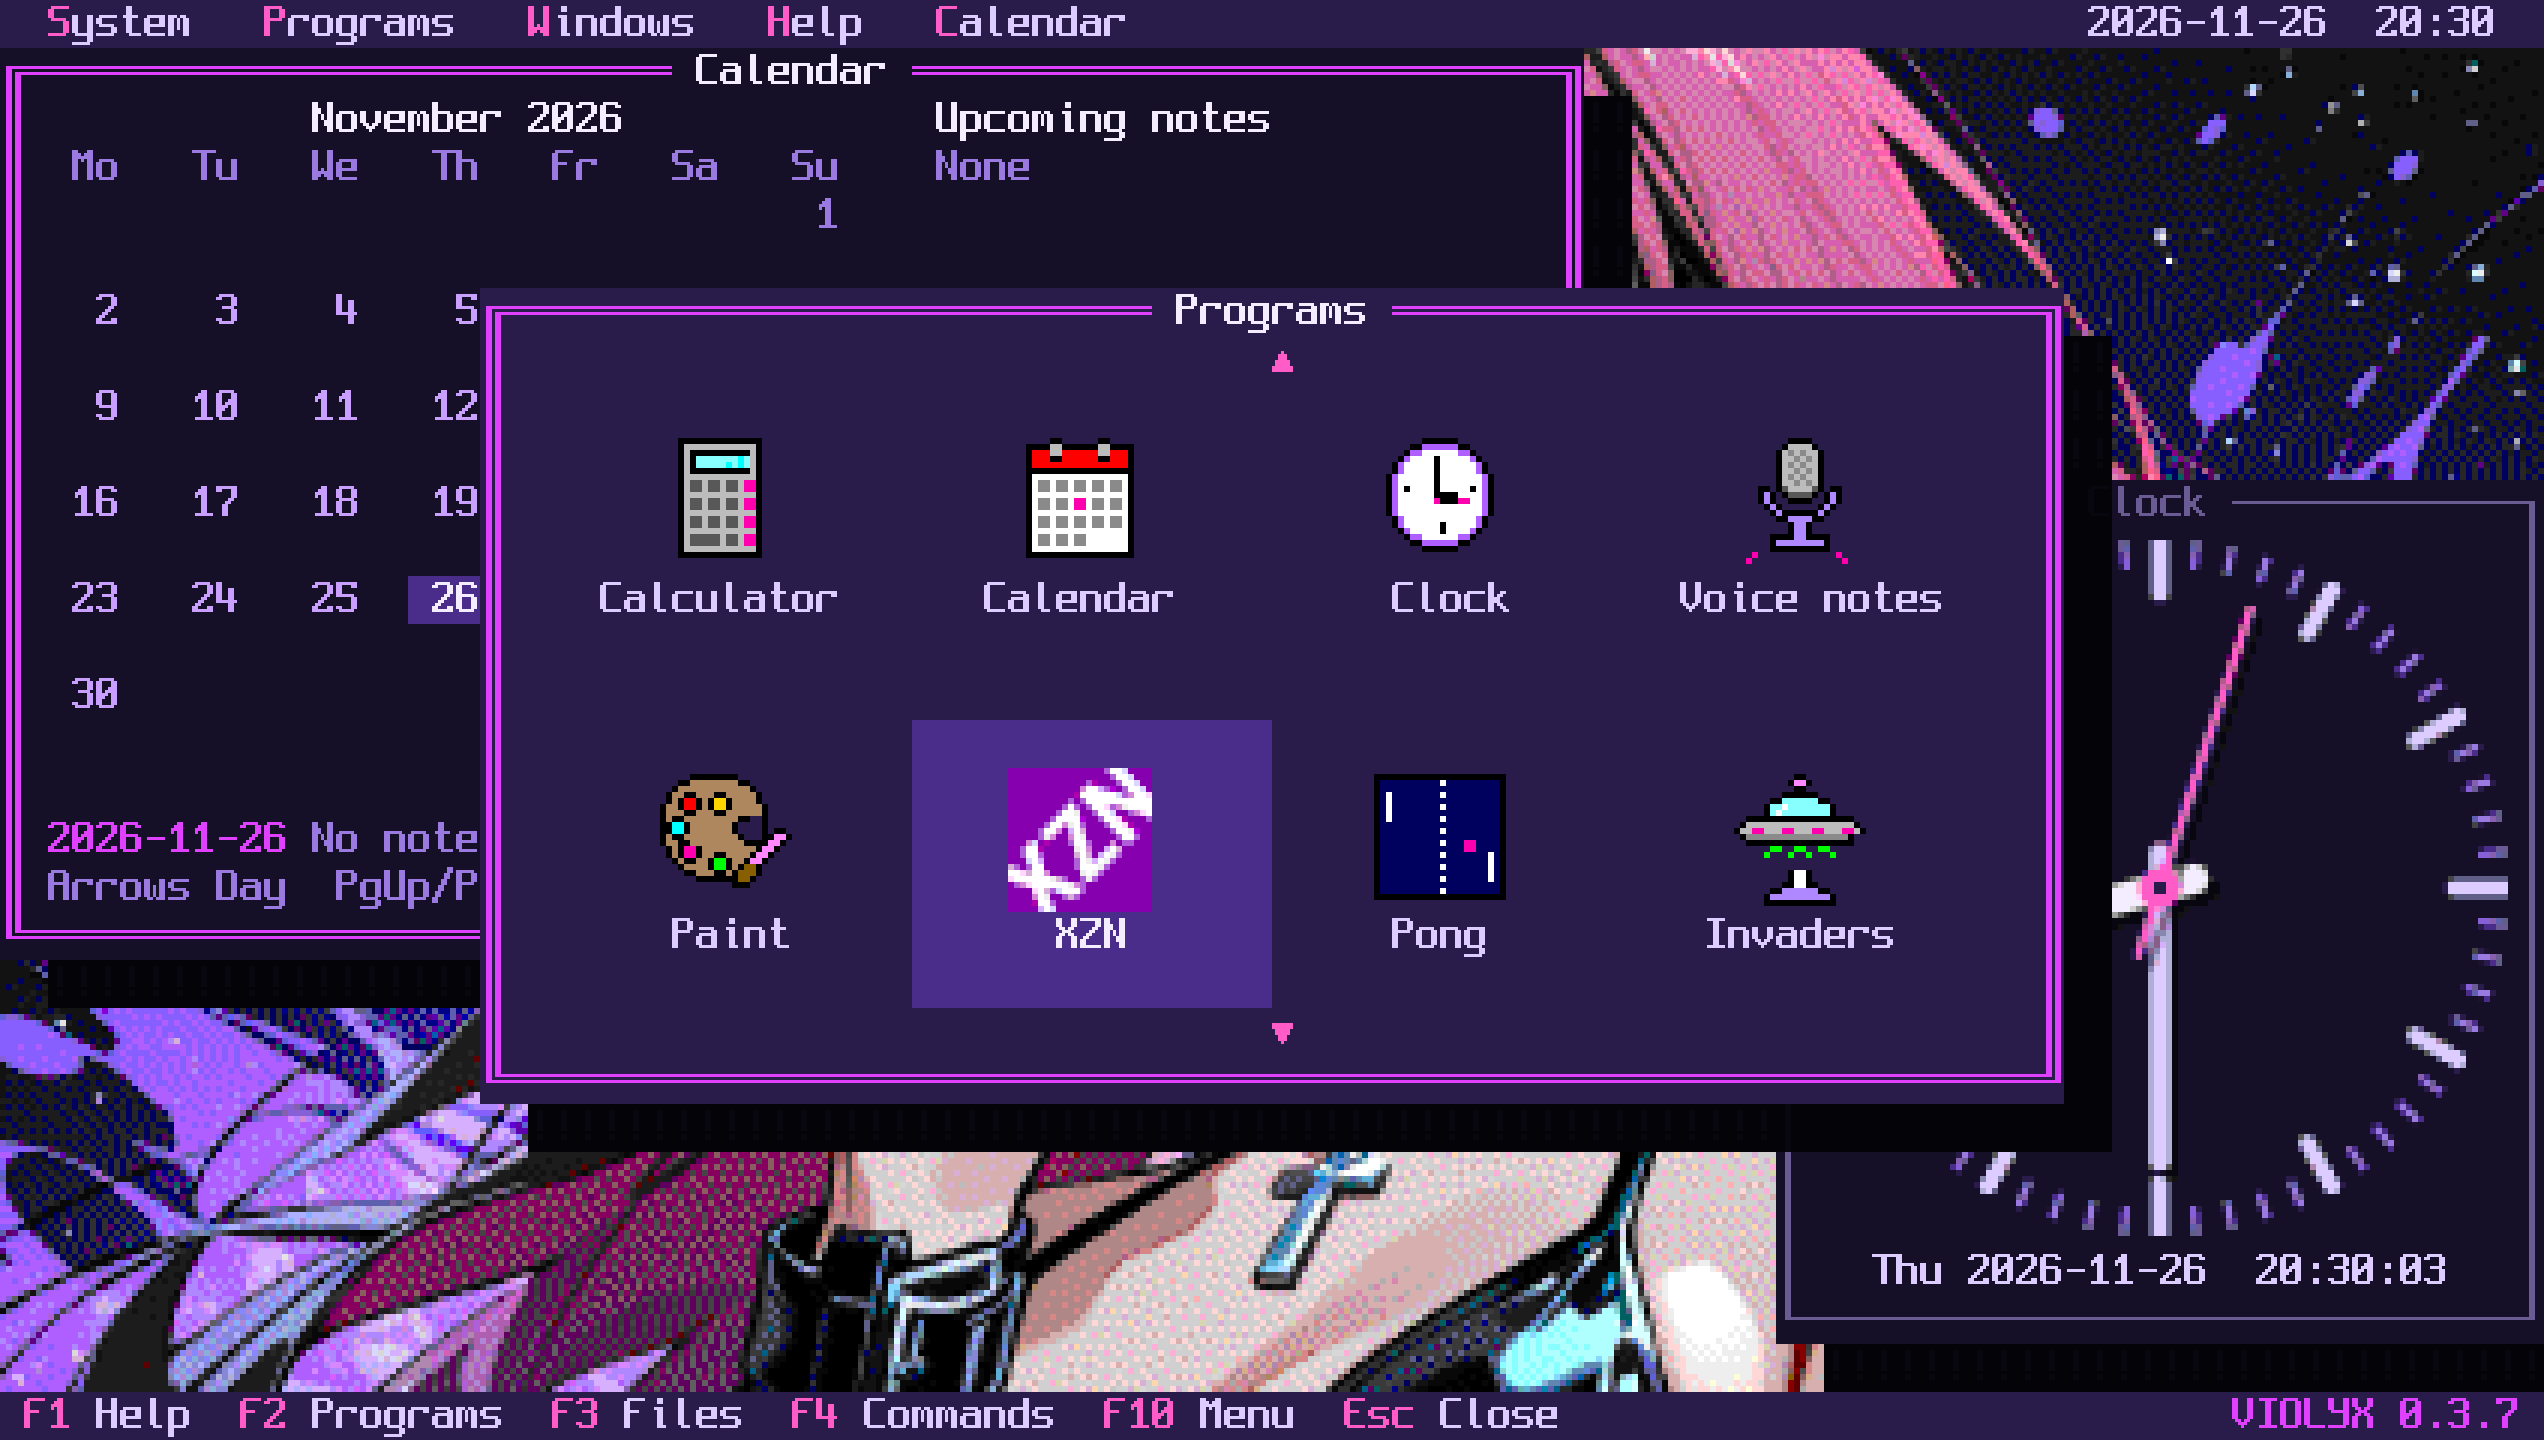 System Programs Windows Help Calendar 2026-11-26 20:30
Calendar
November 2026 Upcoming notes
Mo Tu We Th Fr Sa Su None
1
2 3 4 5
Programs
9 10 11 12
16 17 18 19
lock
Calculator Calendar Clock Voice notes
23 24 25 26
30
XZN
Paint XZN Pong Invaders
2026-11-26 No note
Arrows Day PgUp/P
Thu 2026-11-26 20:30:03
F1 Help F2 Programs F3 Files F4 Commands F10 Menu Esc Close VIOLYX 0.3.7